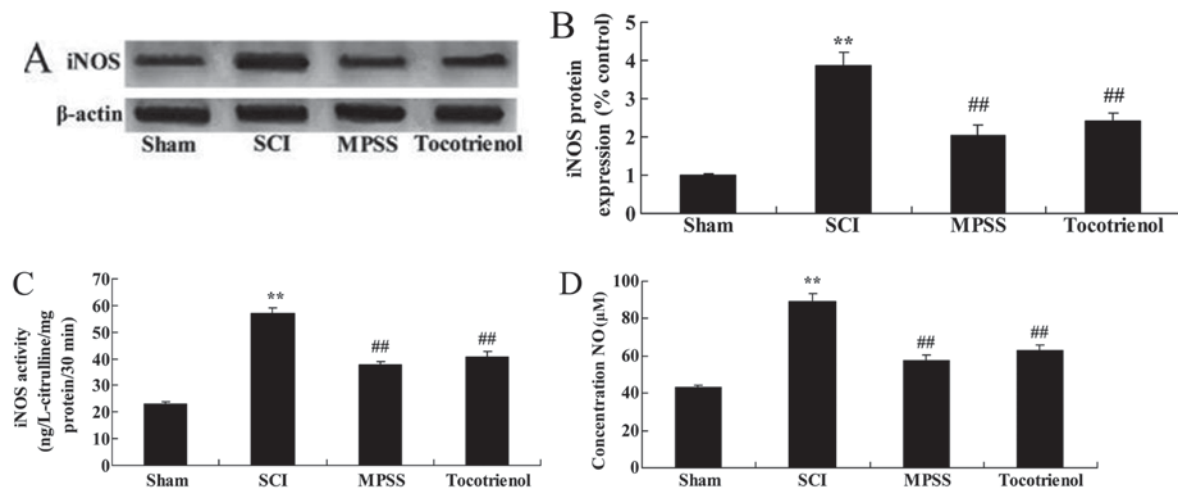 A
iNOS
β-actin
Sham SCI MPSS Tocotrienol
B
iNOS protein
expression (% control)
5
4
3
2
1
0
**
##
##
Sham SCI MPSS Tocotrienol
C
iNOS activity
(ng/L-citrulline/mg
protein/30 min)
70
60
50
40
30
20
10
0
**
##
##
Sham SCI MPSS Tocotrienol
D
Concentration NO (μM)
100
80
60
40
20
0
**
##
##
Sham SCI MPSS Tocotrienol